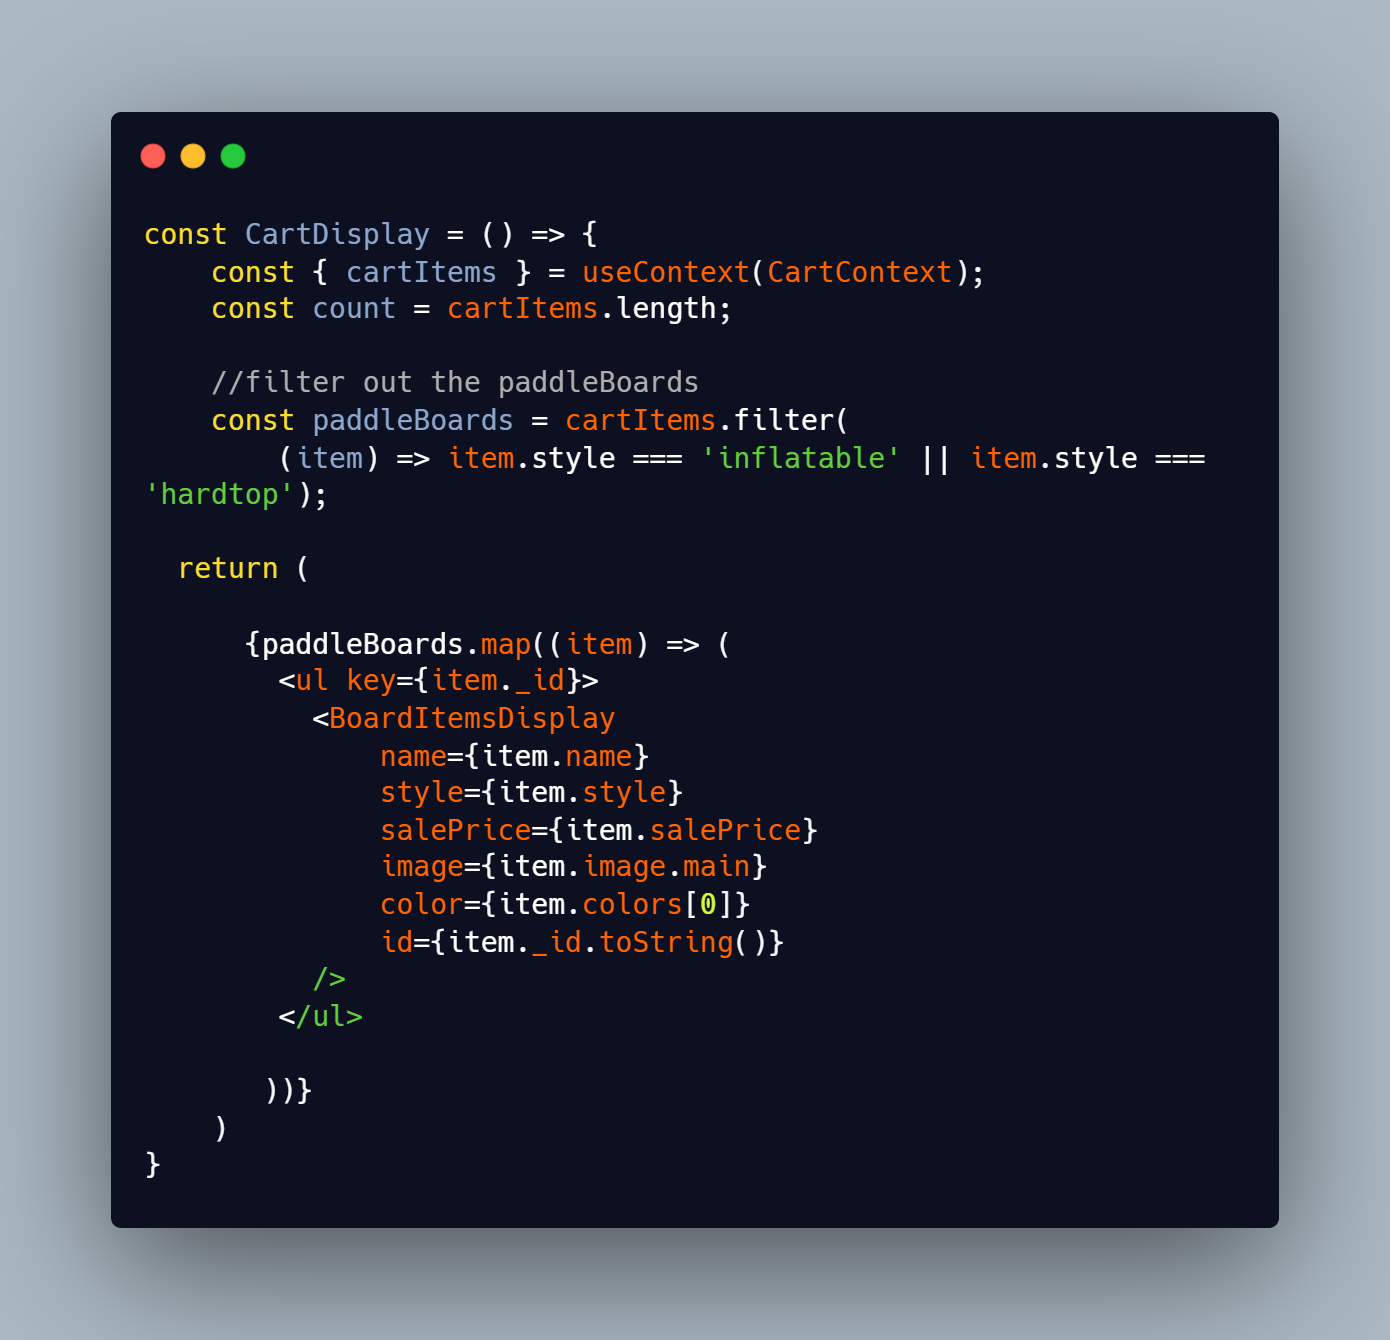 const CartDisplay = () => {
    const { cartItems } = useContext(CartContext);
    const count = cartItems.length;

    //filter out the paddleBoards
    const paddleBoards = cartItems.filter(
        (item) => item.style === 'inflatable' || item.style ===
'hardtop');

  return (

      {paddleBoards.map((item) => (
        <ul key={item._id}>
          <BoardItemsDisplay
              name={item.name}
              style={item.style}
              salePrice={item.salePrice}
              image={item.image.main}
              color={item.colors[0]}
              id={item._id.toString()}
          />
        </ul>

       ))}
    )
}